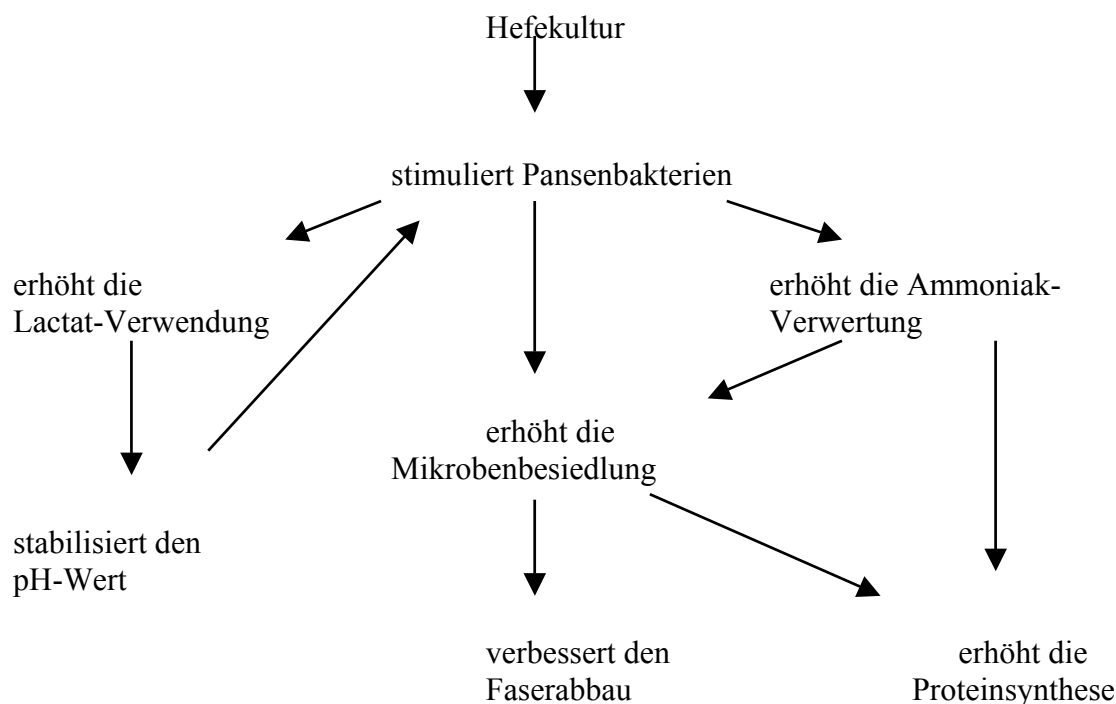 Hefekultur
stimuliert Pansenbakterien
erhöht die
Lactat-Verwendung
erhöht die Ammoniak-
Verwertung
erhöht die
Mikrobenbesiedlung
stabilisiert den
pH-Wert
verbessert den
Faserabbau
erhöht die
Proteinsynthese